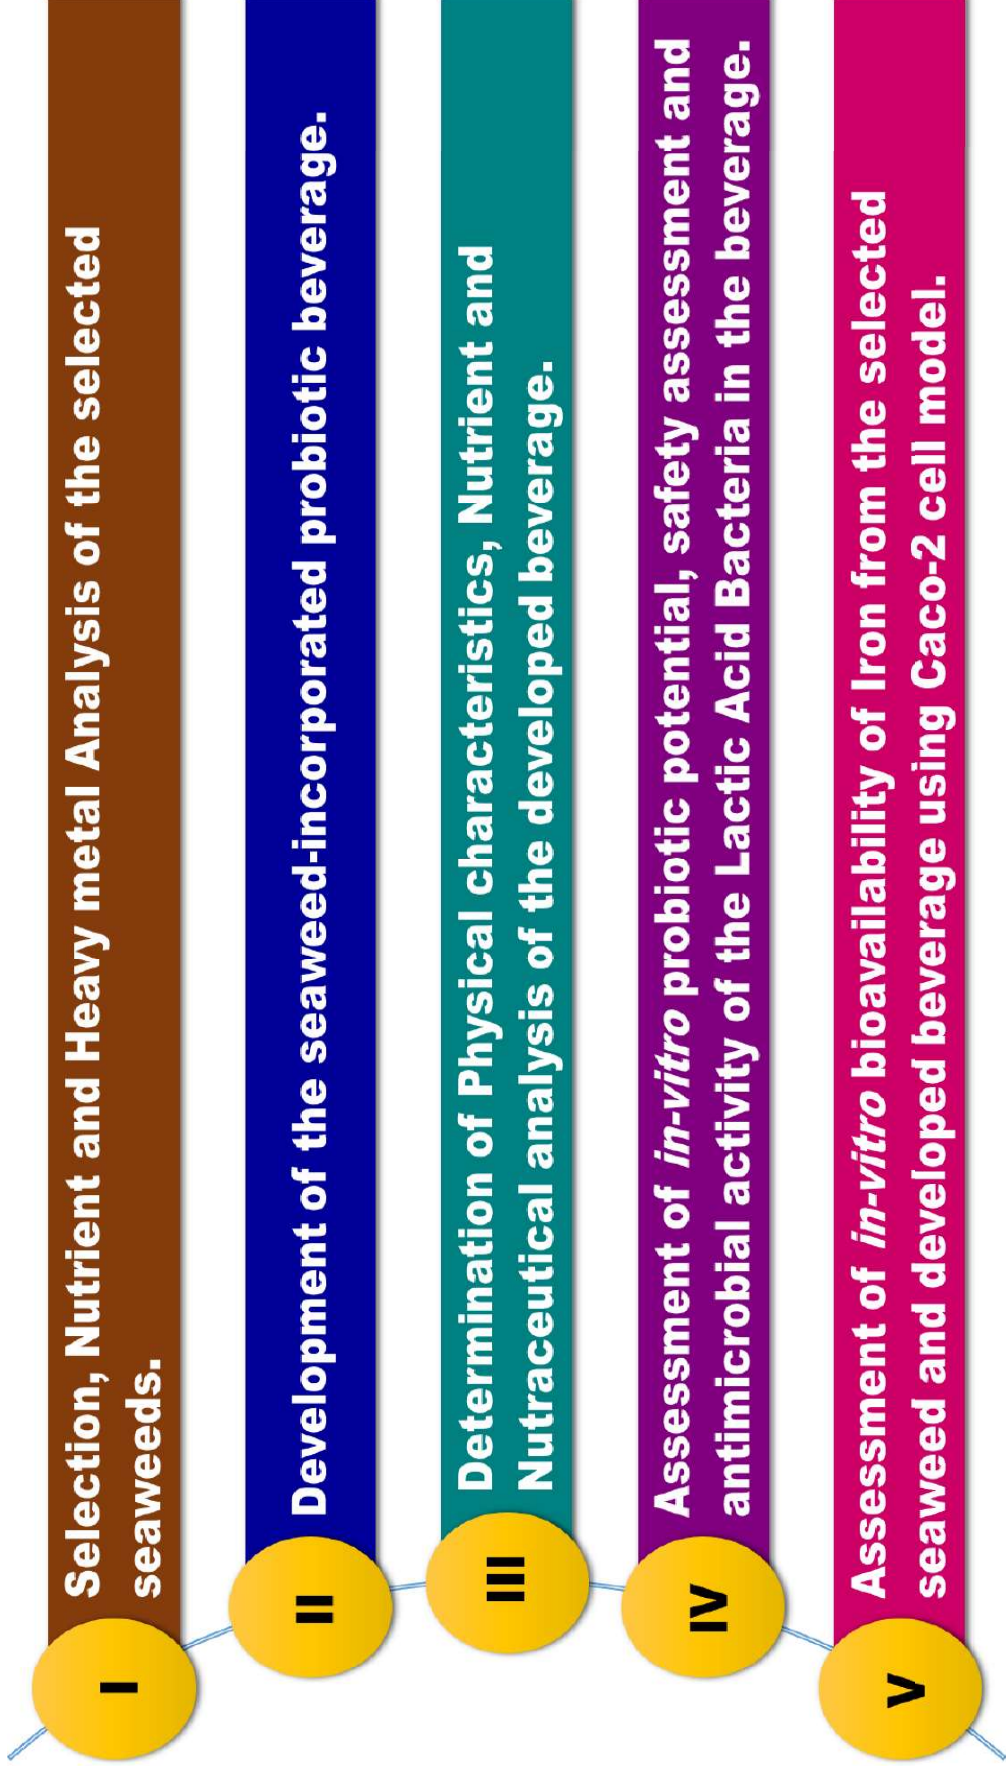 I
Selection, Nutrient and Heavy metal Analysis of the selected
seaweeds.
II
Development of the seaweed-incorporated probiotic beverage.
III
Determination of Physical characteristics, Nutrient and
Nutraceutical analysis of the developed beverage.
IV
Assessment of in-vitro probiotic potential, safety assessment and
antimicrobial activity of the Lactic Acid Bacteria in the beverage.
V
Assessment of in-vitro bioavailability of Iron from the selected
seaweed and developed beverage using Caco-2 cell model.